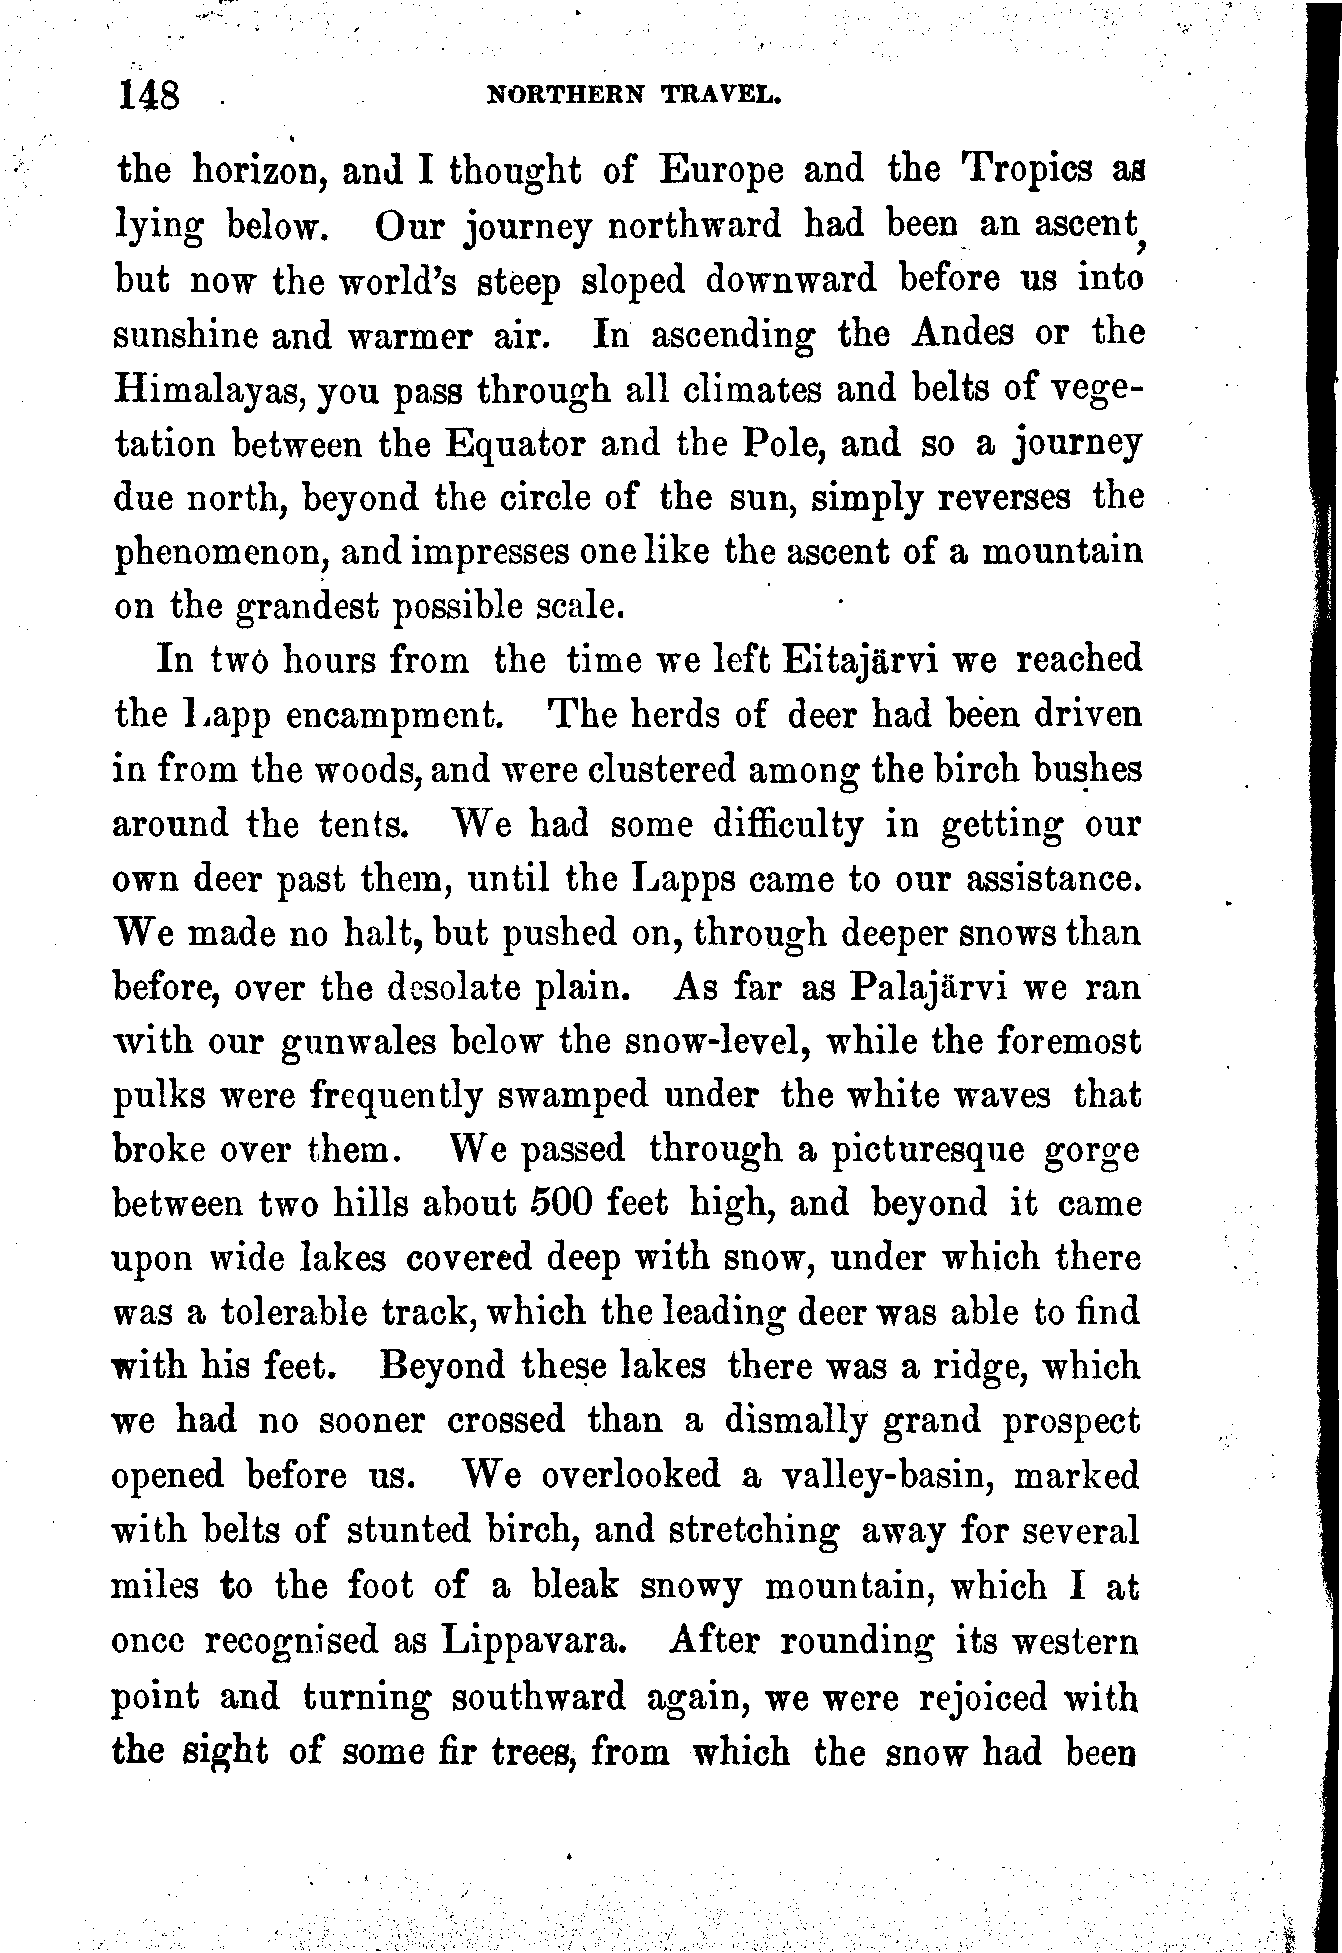 148 NORTHERN TRAVEL.
the horizon, and I thought of Europe and the Tropics as
lying below. Our journey northward had been an ascent,
but now the world's steep sloped downward before us into
sunshine and warmer air. In ascending the Andes or the
Himalayas, you pass through all climates and belts of vege-
tation between the Equator and the Pole, and so a journey
due north, beyond the circle of the sun, simply reverses the
phenomenon, and impresses one like the ascent of a mountain
on the grandest possible scale.
In two hours from the time we left Eitajärvi we reached
the Lapp encampment. The herds of deer had been driven
in from the woods, and were clustered among the birch bushes
around the tents. We had some difficulty in getting our
own deer past them, until the Lapps came to our assistance.
We made no halt, but pushed on, through deeper snows than
before, over the desolate plain. As far as Palajärvi we ran
with our gunwales below the snow-level, while the foremost
pulks were frequently swamped under the white waves that
broke over them. We passed through a picturesque gorge
between two hills about 500 feet high, and beyond it came
upon wide lakes covered deep with snow, under which there
was a tolerable track, which the leading deer was able to find
with his feet. Beyond these lakes there was a ridge, which
we had no sooner crossed than a dismally grand prospect
opened before us. We overlooked a valley-basin, marked
with belts of stunted birch, and stretching away for several
miles to the foot of a bleak snowy mountain, which I at
once recognised as Lippavara. After rounding its western
point and turning southward again, we were rejoiced with
the sight of some fir trees, from which the snow had been